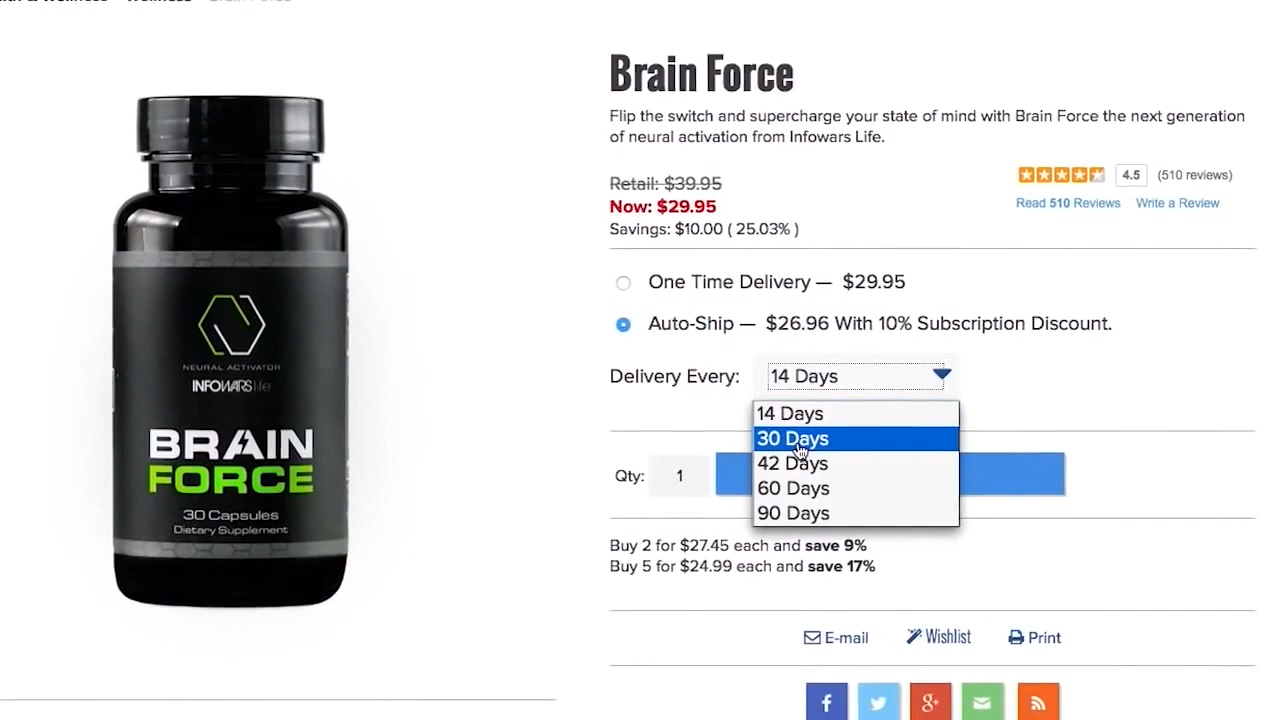 Brain Force
Flip the switch and supercharge your state of mind with Brain Force the next generation
of neural activation from Infowars Life.
Retail: $39.95
Now: $29.95
Savings: $10.00 ( 25.03% )
4.5 (510 reviews)
Read 510 Reviews Write a Review
One Time Delivery — $29.95
Auto-Ship — $26.96 With 10% Subscription Discount.
Delivery Every: 14 Days
14 Days
30 Days
42 Days
60 Days
90 Days
Qty: 1
Buy 2 for $27.45 each and save 9%
Buy 5 for $24.99 each and save 17%
E-mail Wishlist Print
f g+
NEURAL ACTIVATOR
INFOWARS life
BRAIN
FORCE
30 Capsules
Dietary Supplement